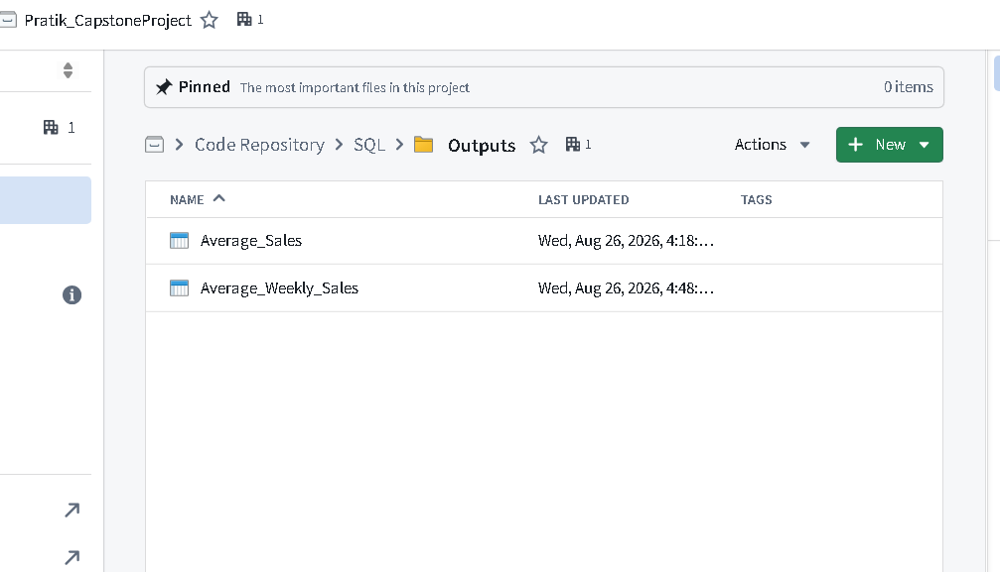 Pratik_CapstoneProject 1
1
Pinned The most important files in this project 0 items
Code Repository SQL Outputs 1 Actions New
NAME LAST UPDATED TAGS
Average_Sales Wed, Aug 26, 2026, 4:18:...
Average_Weekly_Sales Wed, Aug 26, 2026, 4:48:...